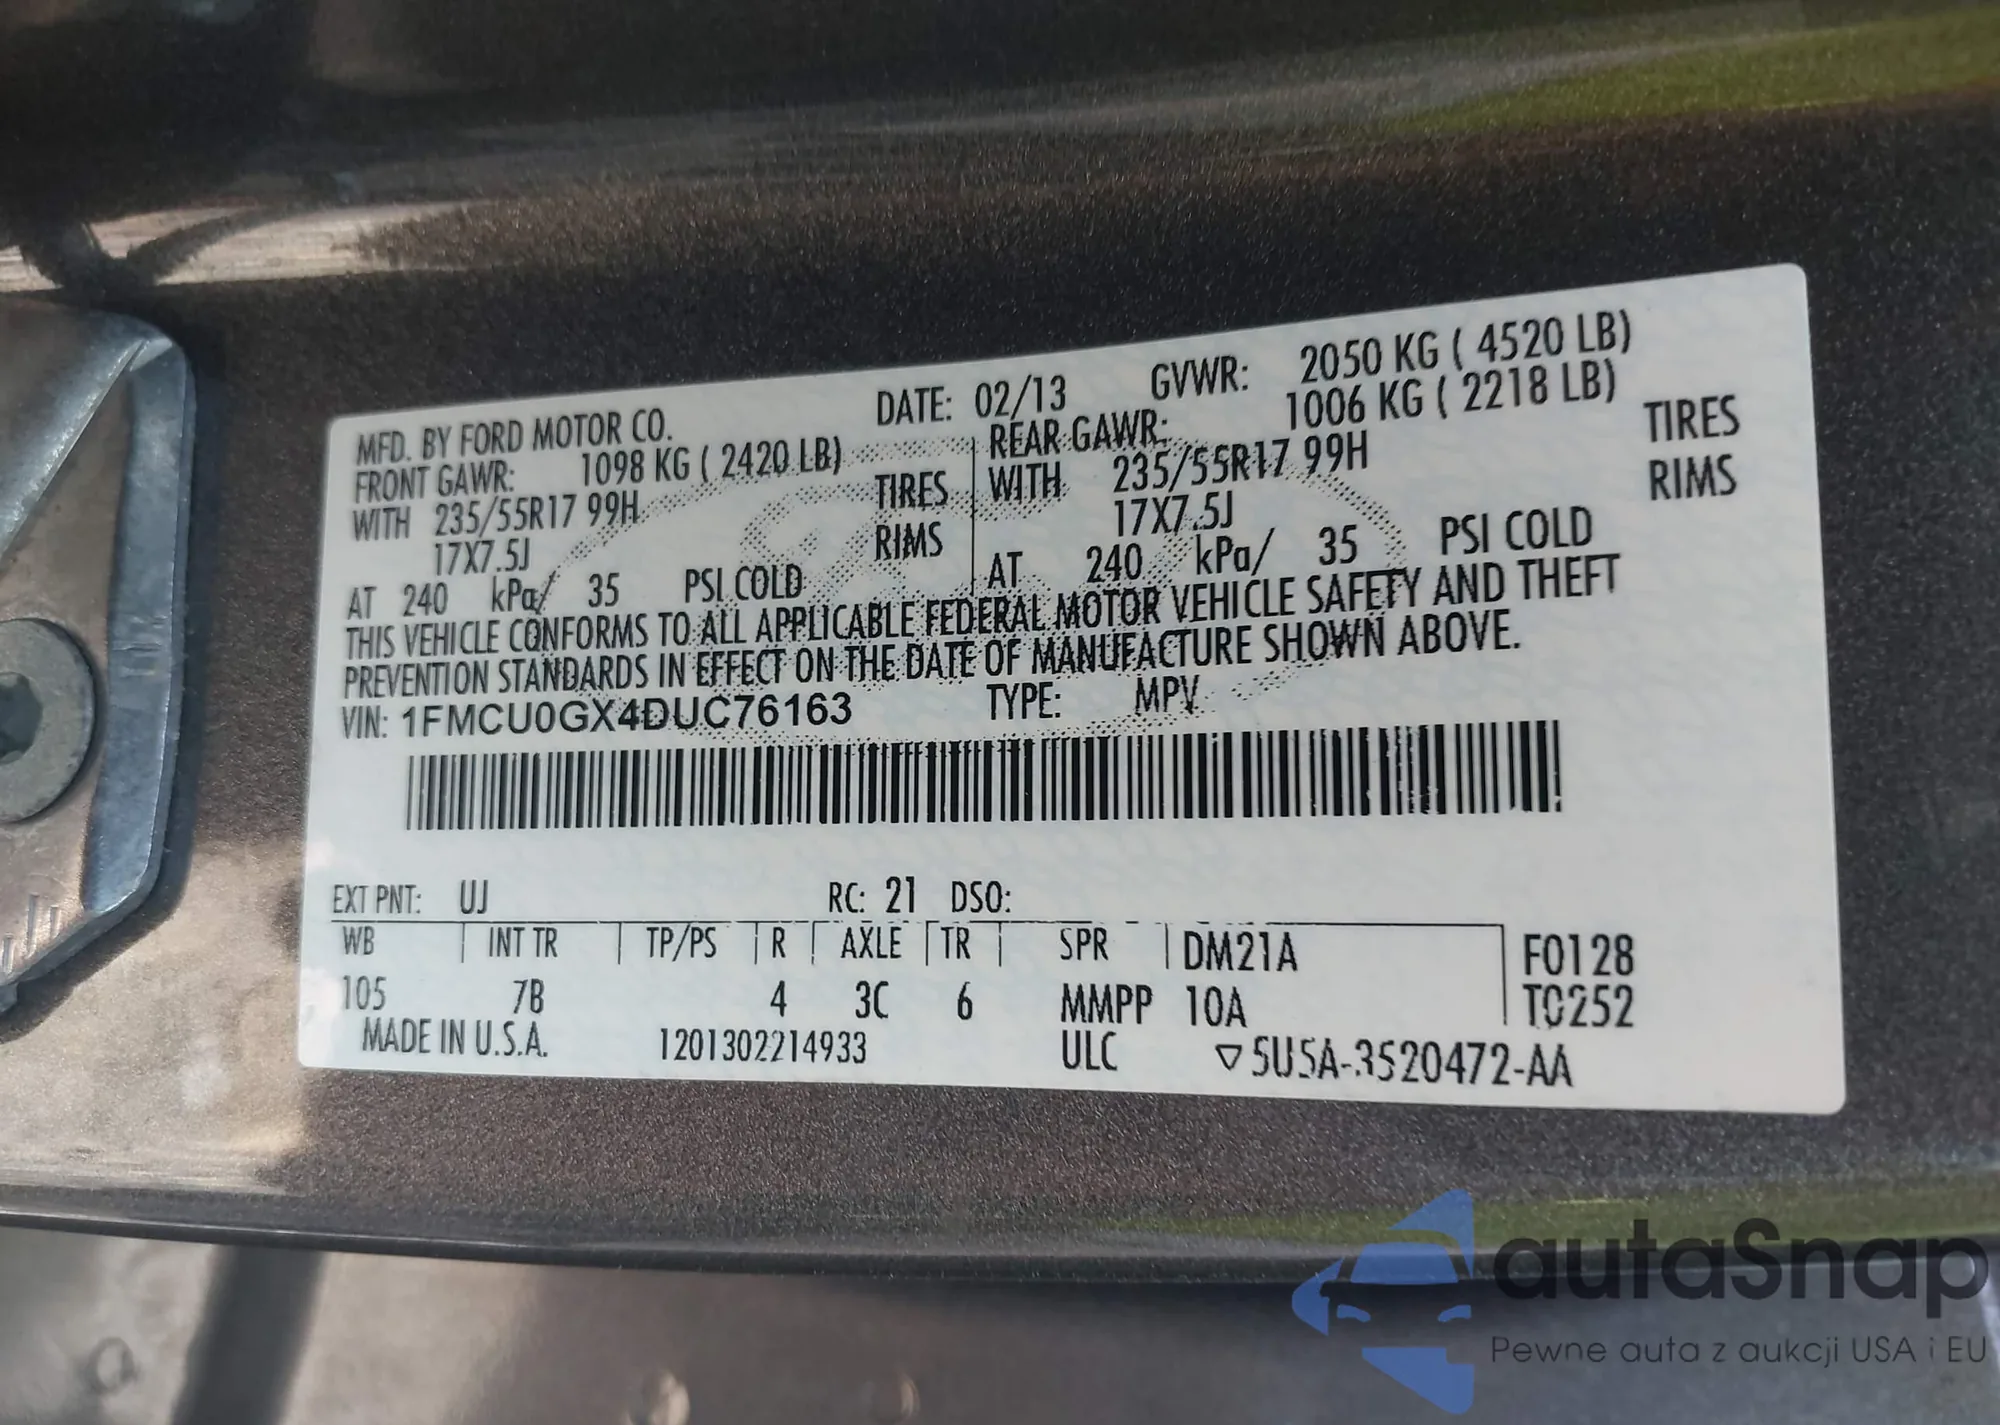 MFD. BY FORD MOTOR CO. DATE: 02/13 GVWR: 2050 KG ( 4520 LB)
FRONT GAWR: 1098 KG ( 2420 LB) REAR GAWR: 1006 KG ( 2218 LB)
WITH 235/55R17 99H TIRES WITH 235/55R17 99H TIRES
17X7.5J RIMS 17X7.5J RIMS
AT 240 kPa/ 35 PSI COLD AT 240 kPa/ 35 PSI COLD
THIS VEHICLE CONFORMS TO ALL APPLICABLE FEDERAL MOTOR VEHICLE SAFETY AND THEFT
PREVENTION STANDARDS IN EFFECT ON THE DATE OF MANUFACTURE SHOWN ABOVE.
VIN: 1FMCU0GX4DUC76163 TYPE: MPV
EXT PNT: UJ RC: 21 DSO:
WB INT TR TP/PS R AXLE TR SPR DM21A F0128
105 7B 4 3C 6 MMPP 10A T0252
MADE IN U.S.A. 1201302214933 ULC ▽5U5A-3520472-AA
autaSnap
Pewne auta z aukcji USA i EU